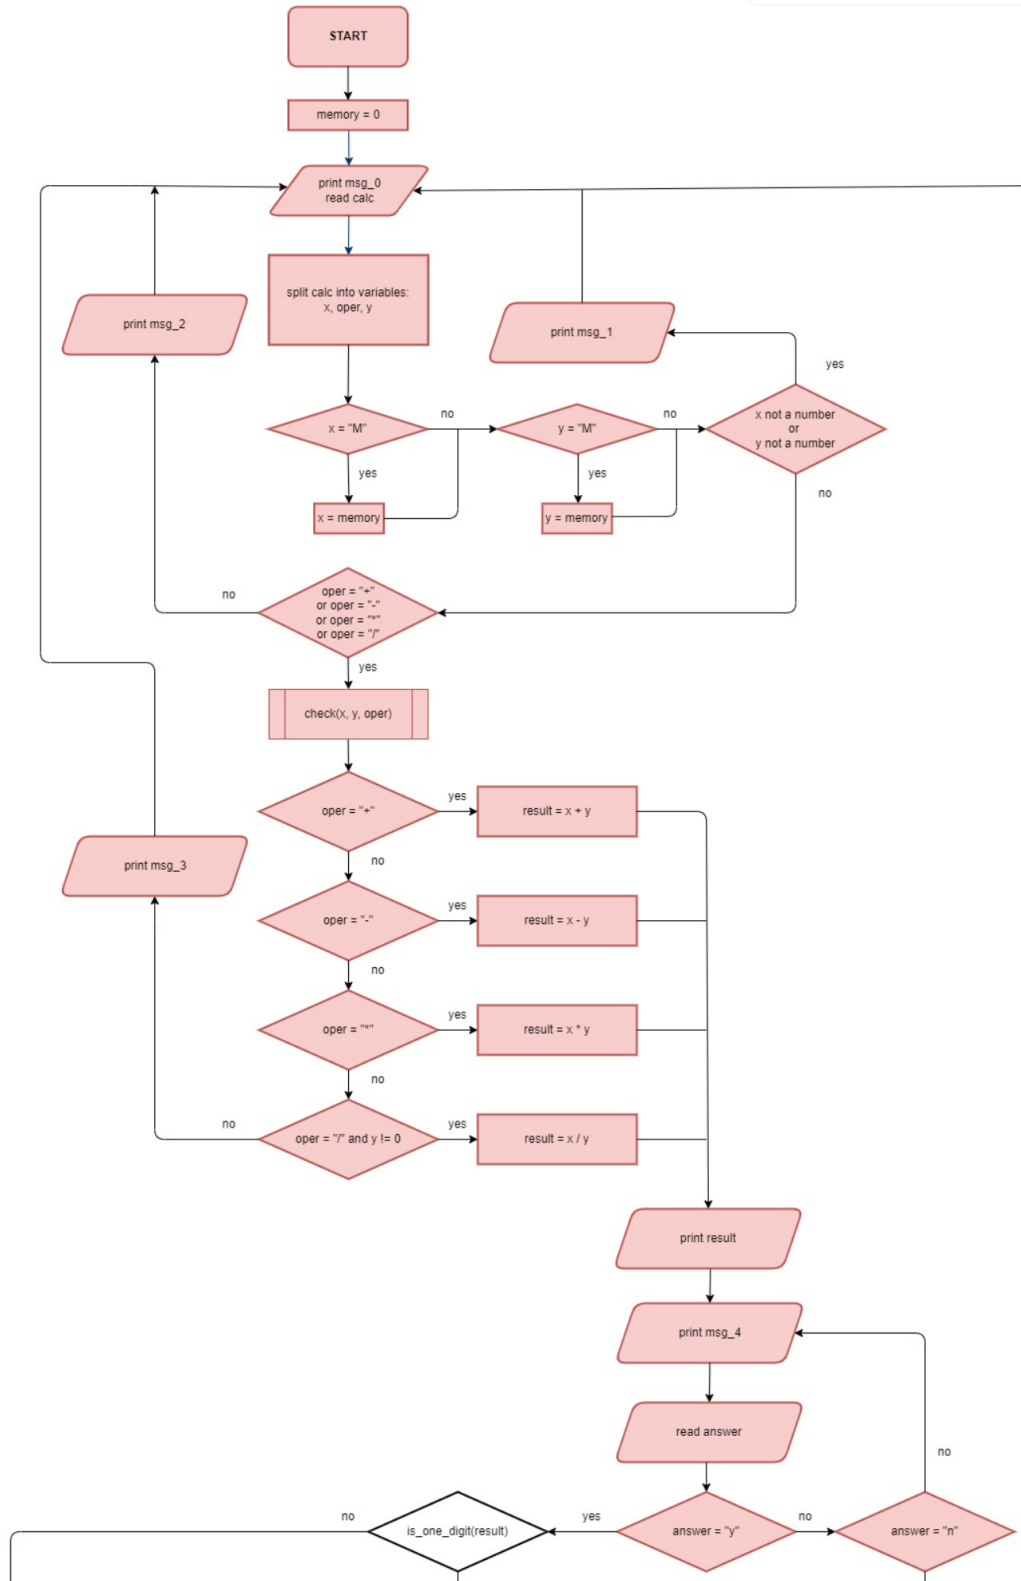 START
memory = 0
print msg_0
read calc
split calc into variables:
x, oper, y
print msg_2
print msg_1
yes
x = "M"
no
y = "M"
no
x not a number
or
y not a number
yes
yes
no
x = memory
y = memory
no
oper = "+"
or oper = "-"
or oper = "*"
or oper = "/"
yes
check(x, y, oper)
oper = "+"
yes
result = x + y
no
print msg_3
oper = "-"
yes
result = x - y
no
oper = "*"
yes
result = x * y
no
no
oper = "/" and y != 0
yes
result = x / y
print result
print msg_4
read answer
no
no
is_one_digit(result)
yes
answer = "y"
no
answer = "n"